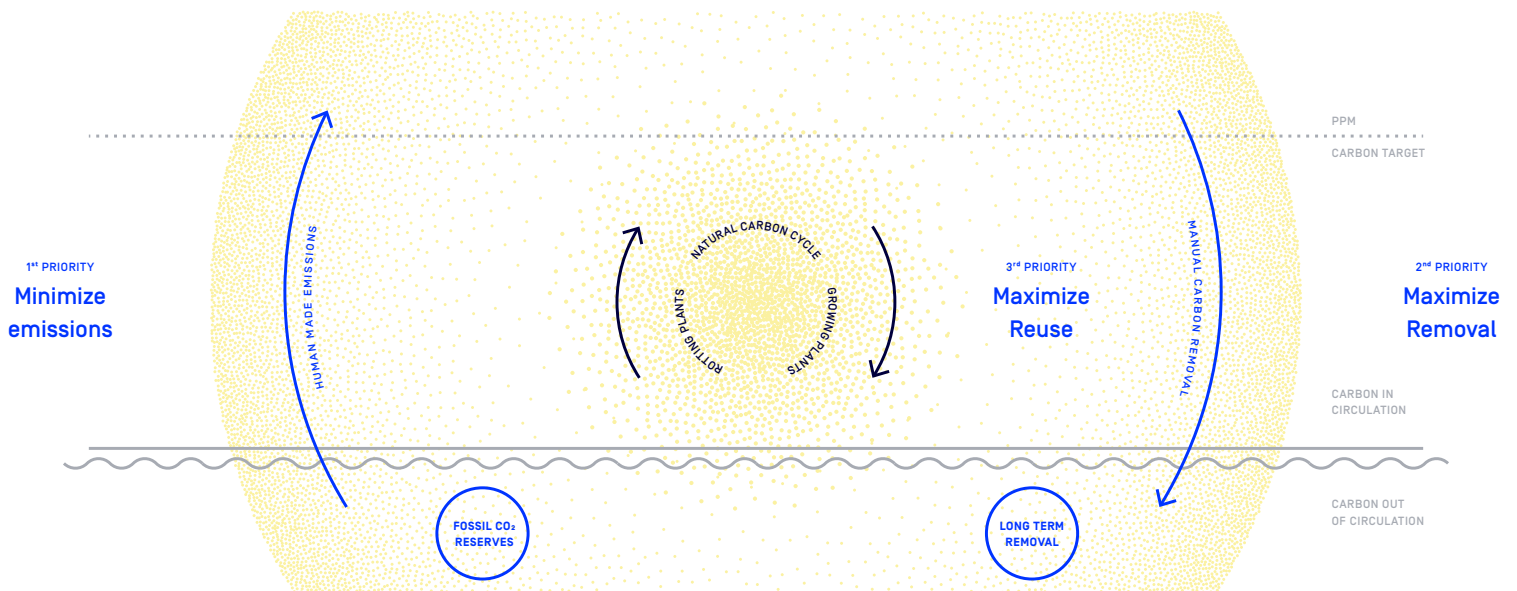 PPM
CARBON TARGET
1st PRIORITY
Minimize
emissions
HUMAN MADE EMISSIONS
NATURAL CARBON CYCLE
ROTTING PLANTS
GROWING PLANTS
3rd PRIORITY
Maximize
Reuse
MANUAL CARBON REMOVAL
2nd PRIORITY
Maximize
Removal
CARBON IN
CIRCULATION
FOSSIL CO₂
RESERVES
LONG TERM
REMOVAL
CARBON OUT
OF CIRCULATION